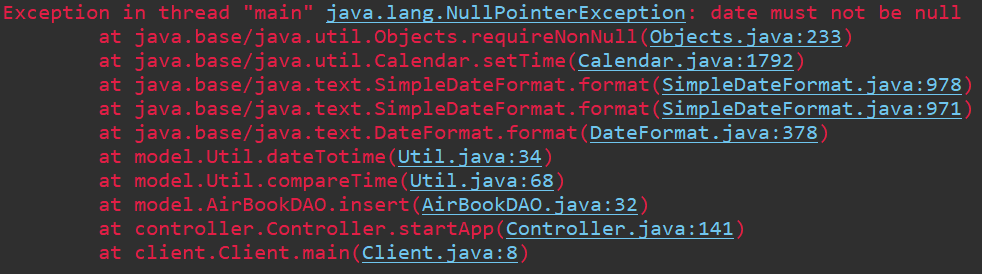 Exception in thread "main" java.lang.NullPointerException: date must not be null
at java.base/java.util.Objects.requireNonNull(Objects.java:233)
at java.base/java.util.Calendar.setTime(Calendar.java:1792)
at java.base/java.text.SimpleDateFormat.format(SimpleDateFormat.java:978)
at java.base/java.text.SimpleDateFormat.format(SimpleDateFormat.java:971)
at java.base/java.text.DateFormat.format(DateFormat.java:378)
at model.Util.dateTotime(Util.java:34)
at model.Util.compareTime(Util.java:68)
at model.AirBookDAO.insert(AirBookDAO.java:32)
at controller.Controller.startApp(Controller.java:141)
at client.Client.main(Client.java:8)